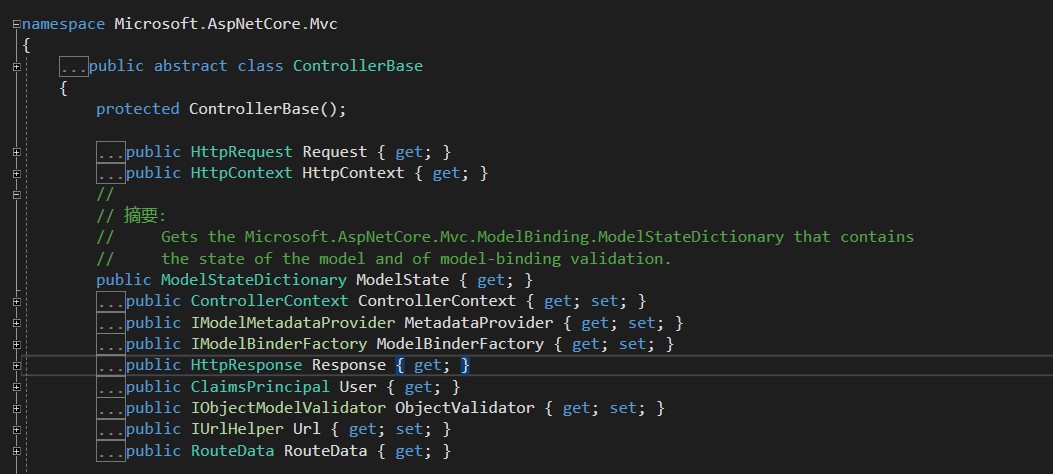 namespace Microsoft.AspNetCore.Mvc
{
...public abstract class ControllerBase
{
protected ControllerBase();
...public HttpRequest Request { get; }
...public HttpContext HttpContext { get; }
//
// 摘要:
//     Gets the Microsoft.AspNetCore.Mvc.ModelBinding.ModelStateDictionary that contains
//     the state of the model and of model-binding validation.
public ModelStateDictionary ModelState { get; }
...public ControllerContext ControllerContext { get; set; }
...public IModelMetadataProvider MetadataProvider { get; set; }
...public IModelBinderFactory ModelBinderFactory { get; set; }
...public HttpResponse Response { get; }
...public ClaimsPrincipal User { get; }
...public IObjectModelValidator ObjectValidator { get; set; }
...public IUrlHelper Url { get; set; }
...public RouteData RouteData { get; }